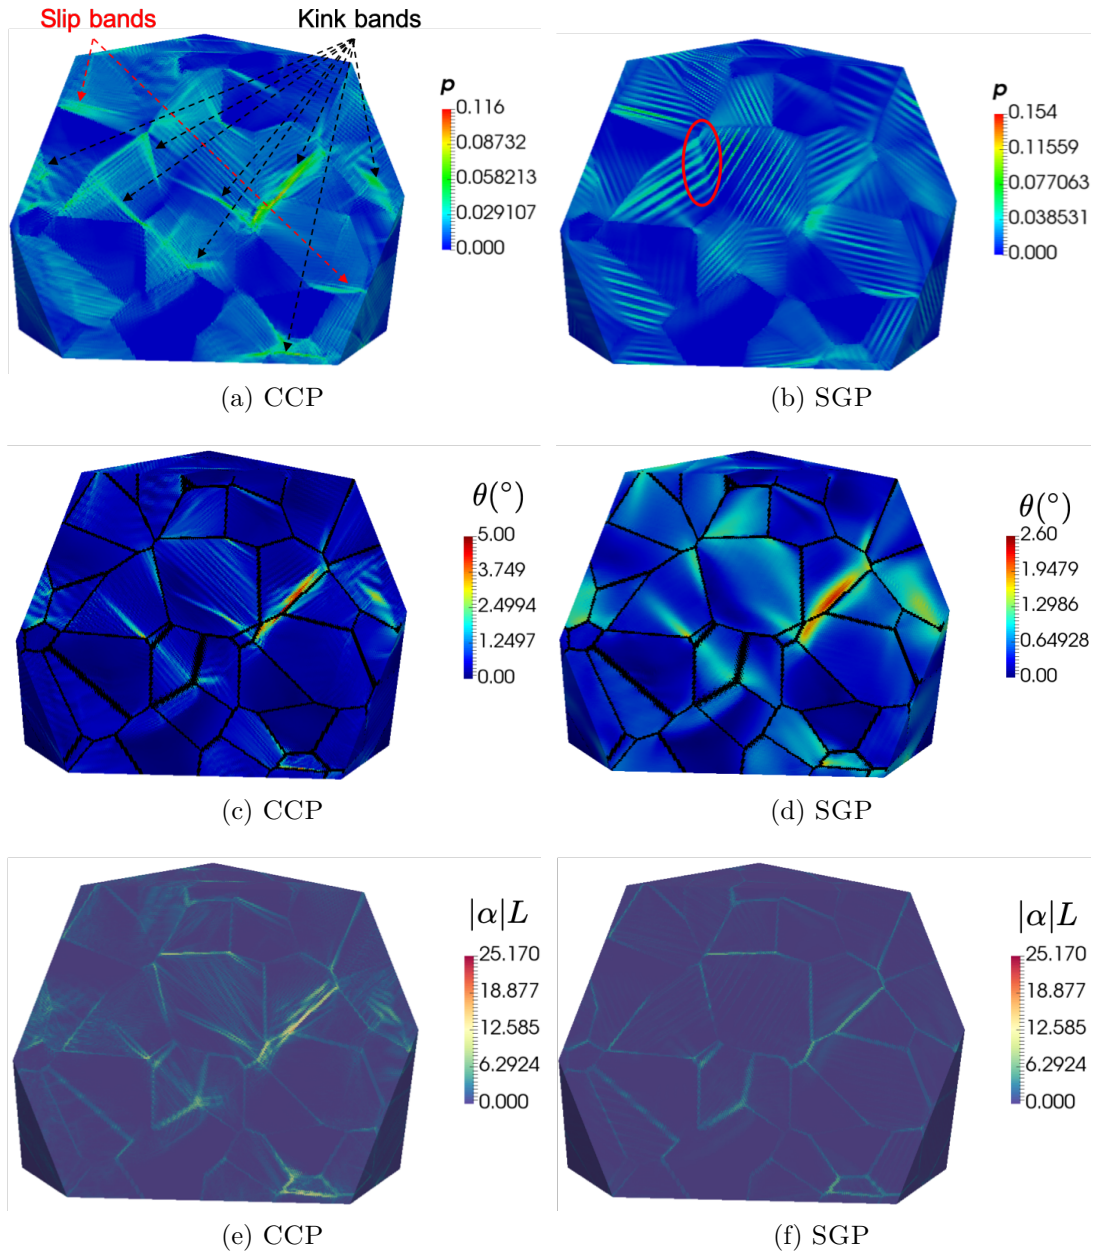 Slip bands
Kink bands
p
0.116
0.08732
0.058213
0.029107
0.000
p
0.154
0.11559
0.077063
0.038531
0.000
(a) CCP
(b) SGP
θ(°)
5.00
3.749
2.4994
1.2497
0.00
θ(°)
2.60
1.9479
1.2986
0.64928
0.00
(c) CCP
(d) SGP
|α|L
25.170
18.877
12.585
6.2924
0.000
|α|L
25.170
18.877
12.585
6.2924
0.000
(e) CCP
(f) SGP